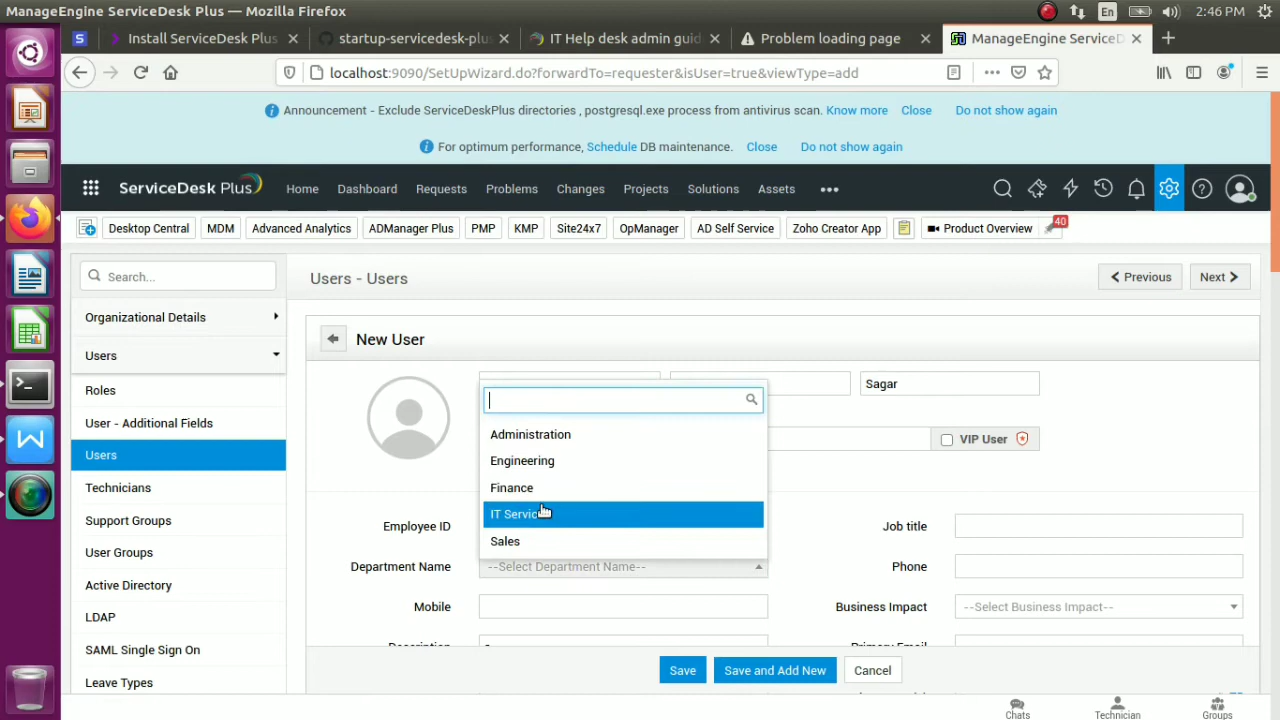 ManageEngine ServiceDesk Plus — Mozilla Firefox
En
2:46 PM
S
Install ServiceDesk Plus
startup-servicedesk-plus
IT Help desk admin guid
Problem loading page
ManageEngine ServiceD
localhost:9090/SetUpWizard.do?forwardTo=requester&isUser=true&viewType=add
Announcement - Exclude ServiceDeskPlus directories , postgresql.exe process from antivirus scan. Know more Close Do not show again
For optimum performance, Schedule DB maintenance. Close Do not show again
ServiceDesk Plus
Home
Dashboard
Requests
Problems
Changes
Projects
Solutions
Assets
Desktop Central
MDM
Advanced Analytics
ADManager Plus
PMP
KMP
Site24x7
OpManager
AD Self Service
Zoho Creator App
Product Overview
40
Search...
Users - Users
Previous
Next
Organizational Details
Users
Roles
User - Additional Fields
Users
Technicians
Support Groups
User Groups
Active Directory
LDAP
SAML Single Sign On
Leave Types
New User
Sagar
VIP User
Administration
Engineering
Finance
IT Servic
Sales
Employee ID
Job title
Department Name
--Select Department Name--
Phone
Mobile
Business Impact
--Select Business Impact--
Description
Primary Email
Save
Save and Add New
Cancel
Chats
Technician
Groups